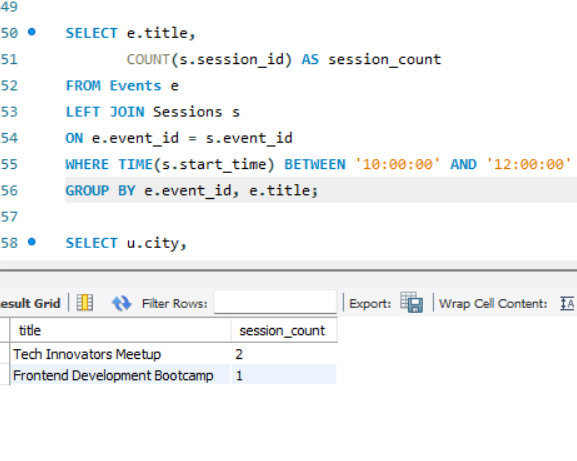 49
50 SELECT e.title,
51 COUNT(s.session_id) AS session_count
52 FROM Events e
53 LEFT JOIN Sessions s
54 ON e.event_id = s.event_id
55 WHERE TIME(s.start_time) BETWEEN '10:00:00' AND '12:00:00'
56 GROUP BY e.event_id, e.title;
57
58 SELECT u.city,
esult Grid Filter Rows: Export: Wrap Cell Content: IA
title session_count
Tech Innovators Meetup 2
Frontend Development Bootcamp 1